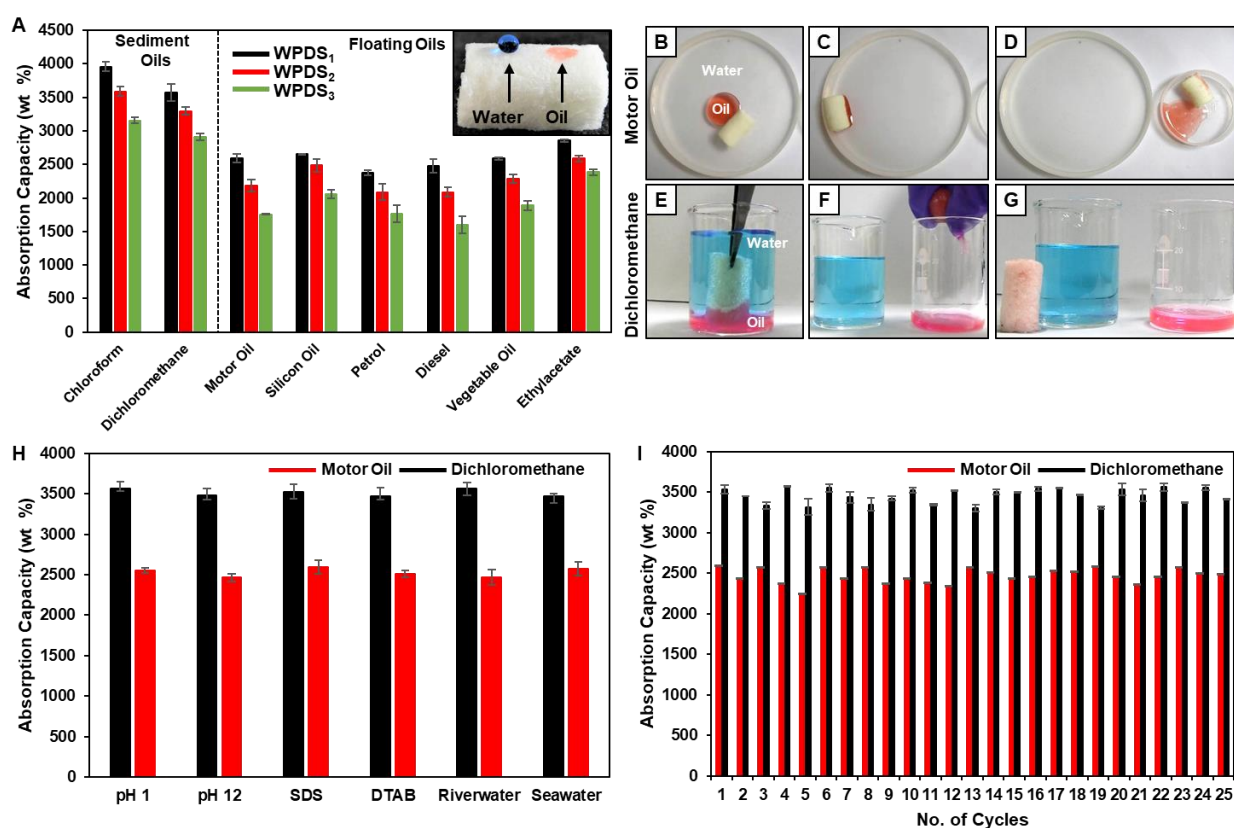 A
Absorption Capacity (wt %)
4500
4000
3500
3000
2500
2000
1500
1000
500
0
Sediment
Oils
WPDS1
WPDS2
WPDS3
Floating Oils
Water
Oil
Chloroform
Dichloromethane
Motor Oil
Silicon Oil
Petrol
Diesel
Vegetable Oil
Ethylacetate
Motor Oil
B
Water
Oil
C
D
Dichloromethane
E
Water
Oil
F
G
20
10
H
Absorption Capacity (wt %)
4000
3500
3000
2500
2000
1500
1000
500
0
Motor Oil
Dichloromethane
pH 1
pH 12
SDS
DTAB
Riverwater
Seawater
I
Absorption Capacity (wt %)
4000
3500
3000
2500
2000
1500
1000
500
0
Motor Oil
Dichloromethane
1 2 3 4 5 6 7 8 9 10 11 12 13 14 15 16 17 18 19 20 21 22 23 24 25
No. of Cycles